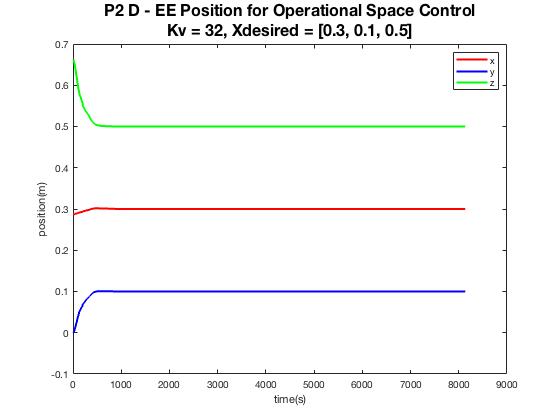 P2 D - EE Position for Operational Space Control
Kv = 32, Xdesired = [0.3, 0.1, 0.5]
x
y
z
0.7
0.6
0.5
0.4
0.3
0.2
0.1
0
-0.1
position(m)
0 1000 2000 3000 4000 5000 6000 7000 8000 9000
time(s)